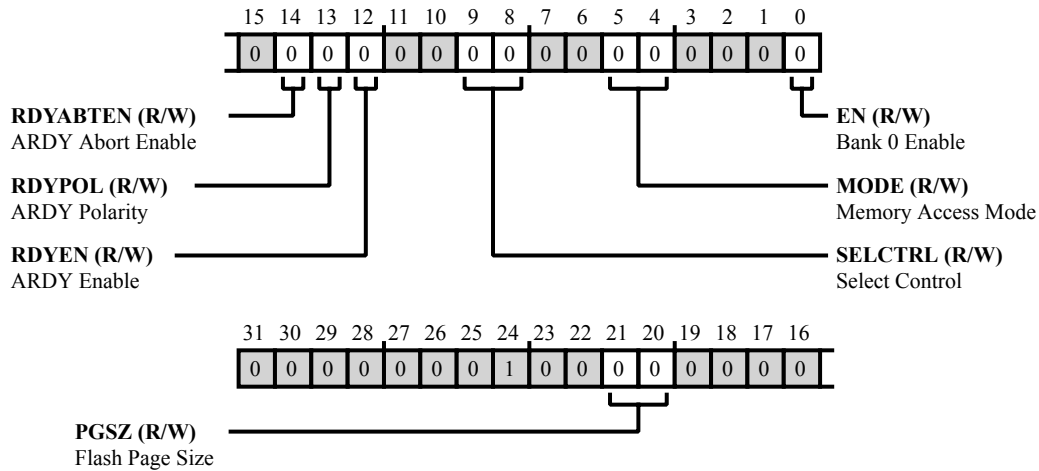 15 14 13 12 11 10 9 8 7 6 5 4 3 2 1 0
0 0 0 0 0 0 0 0 0 0 0 0 0 0 0 0
RDYABTEN (R/W)
ARDY Abort Enable
EN (R/W)
Bank 0 Enable
RDYPOL (R/W)
ARDY Polarity
MODE (R/W)
Memory Access Mode
RDYEN (R/W)
ARDY Enable
SELCTRL (R/W)
Select Control
31 30 29 28 27 26 25 24 23 22 21 20 19 18 17 16
0 0 0 0 0 0 0 1 0 0 0 0 0 0 0 0
PGSZ (R/W)
Flash Page Size